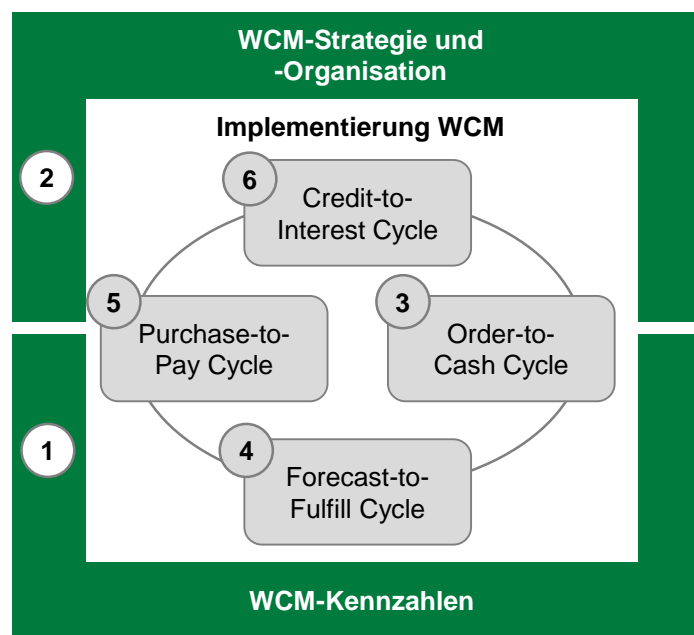 WCM-Strategie und
-Organisation
Implementierung WCM
2
6
Credit-to-
Interest Cycle
5
Purchase-to-
Pay Cycle
3
Order-to-
Cash Cycle
1
4
Forecast-to-
Fulfill Cycle
WCM-Kennzahlen